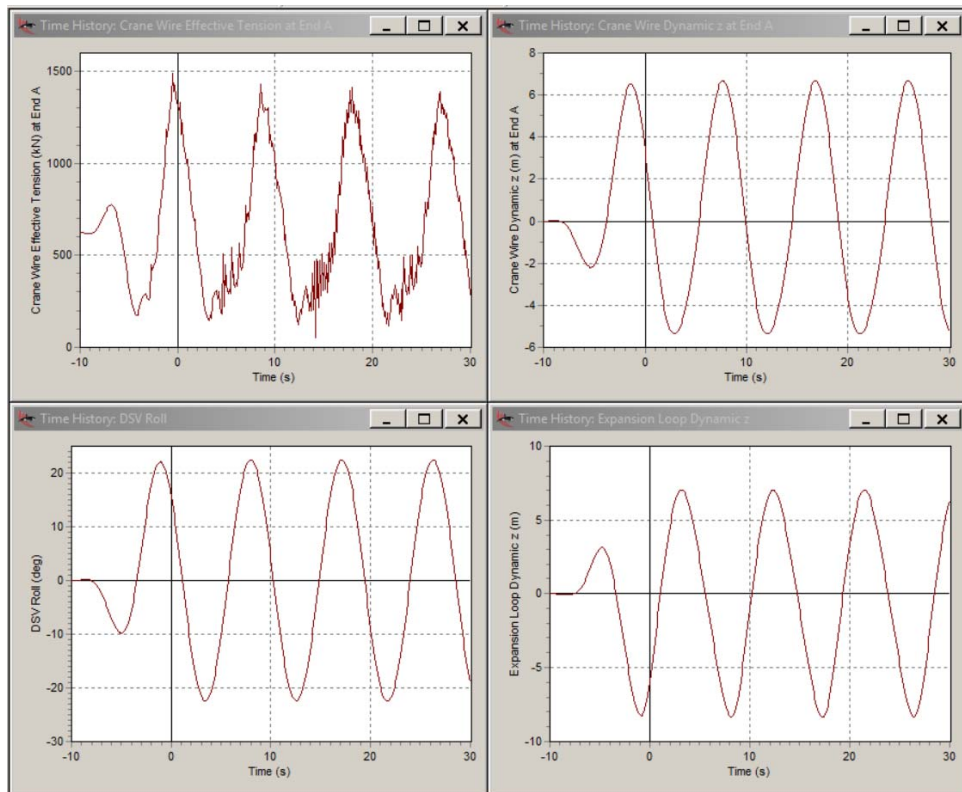 Time History: Crane Wire Effective Tension at End A
Crane Wire Effective Tension (kN) at End A
1500
1000
500
0
-10 0 10 20 30
Time (s)
Time History: Crane Wire Dynamic z at End A
Crane Wire Dynamic z (m) at End A
8
6
4
2
0
-2
-4
-6
-10 0 10 20 30
Time (s)
Time History: DSV Roll
DSV Roll (deg)
20
10
0
-10
-20
-30
-10 0 10 20 30
Time (s)
Time History: Expansion Loop Dynamic z
Expansion Loop Dynamic z (m)
10
5
0
-5
-10
-10 0 10 20 30
Time (s)